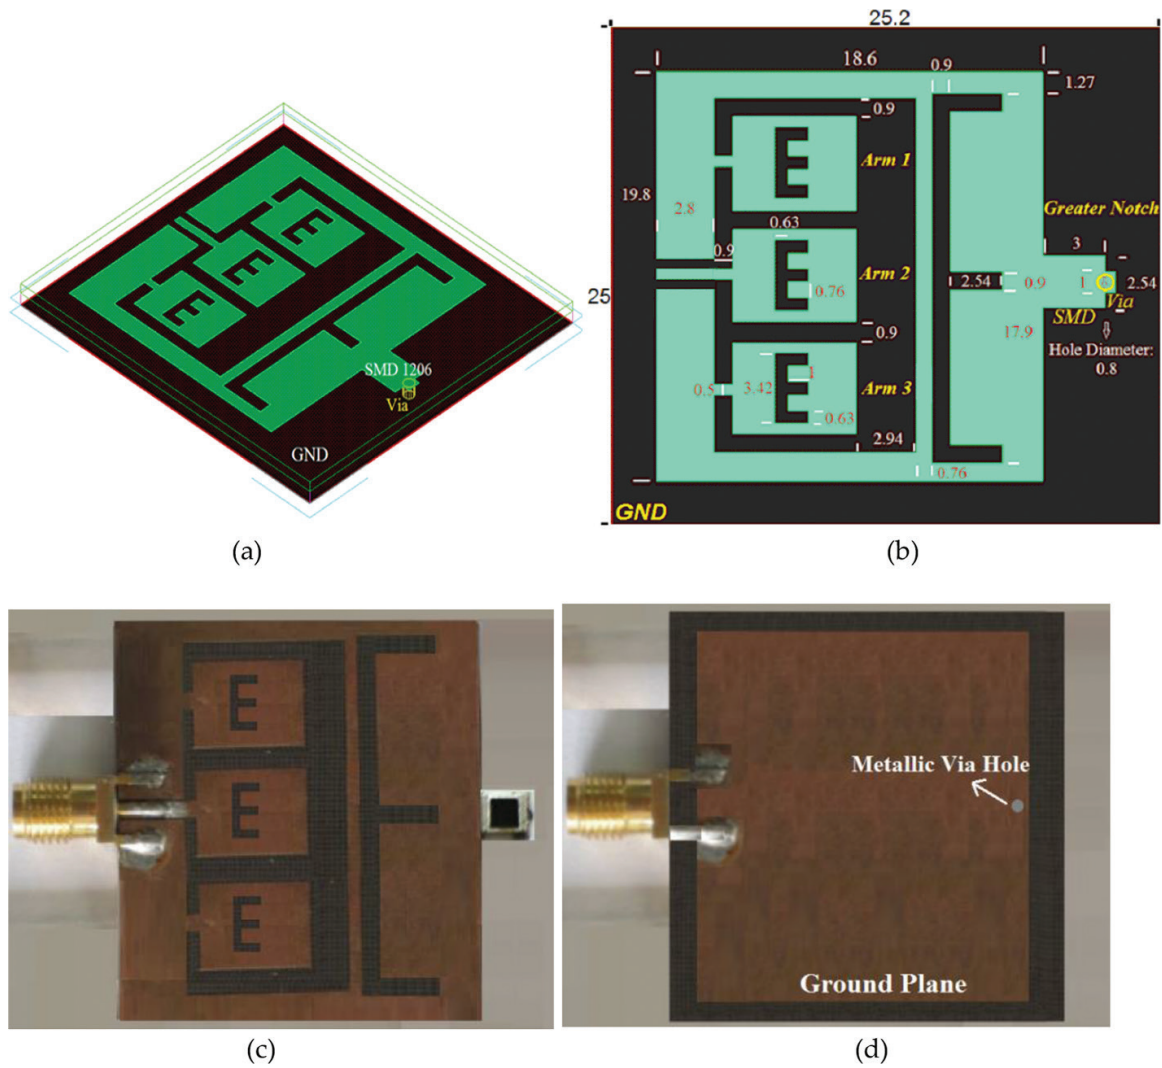 SMD 1206
Via
GND
(a)
25.2
18.6
0.9
1.27
0.9
Arm 1
19.8
2.8
Greater Notch
0.63
3
0.9
Arm 2
2.54
0.9
1
2.54
25
0.76
Via
SMD
0.9
17.9
Hole Diameter:
0.8
0.5
3.42
1
Arm 3
0.63
2.94
0.76
GND
(b)
(c)
Metallic Via Hole
Ground Plane
(d)